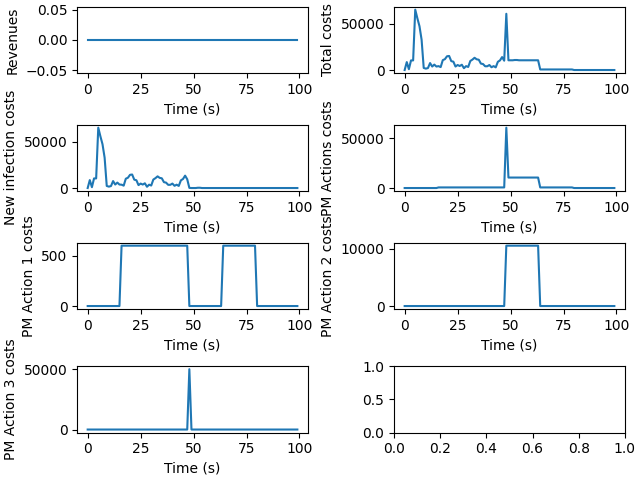 Revenues
0.05
0.00
−0.05
0 25 50 75 100
Time (s)
Total costs
50000
0
0 25 50 75 100
Time (s)
New infection costs
50000
0
0 25 50 75 100
Time (s)
PM Actions costs
50000
0
0 25 50 75 100
Time (s)
PM Action 1 costs
500
0
0 25 50 75 100
Time (s)
PM Action 2 costs
10000
0
0 25 50 75 100
Time (s)
PM Action 3 costs
50000
0
0 25 50 75 100
Time (s)
1.0
0.5
0.0
0.0 0.2 0.4 0.6 0.8 1.0